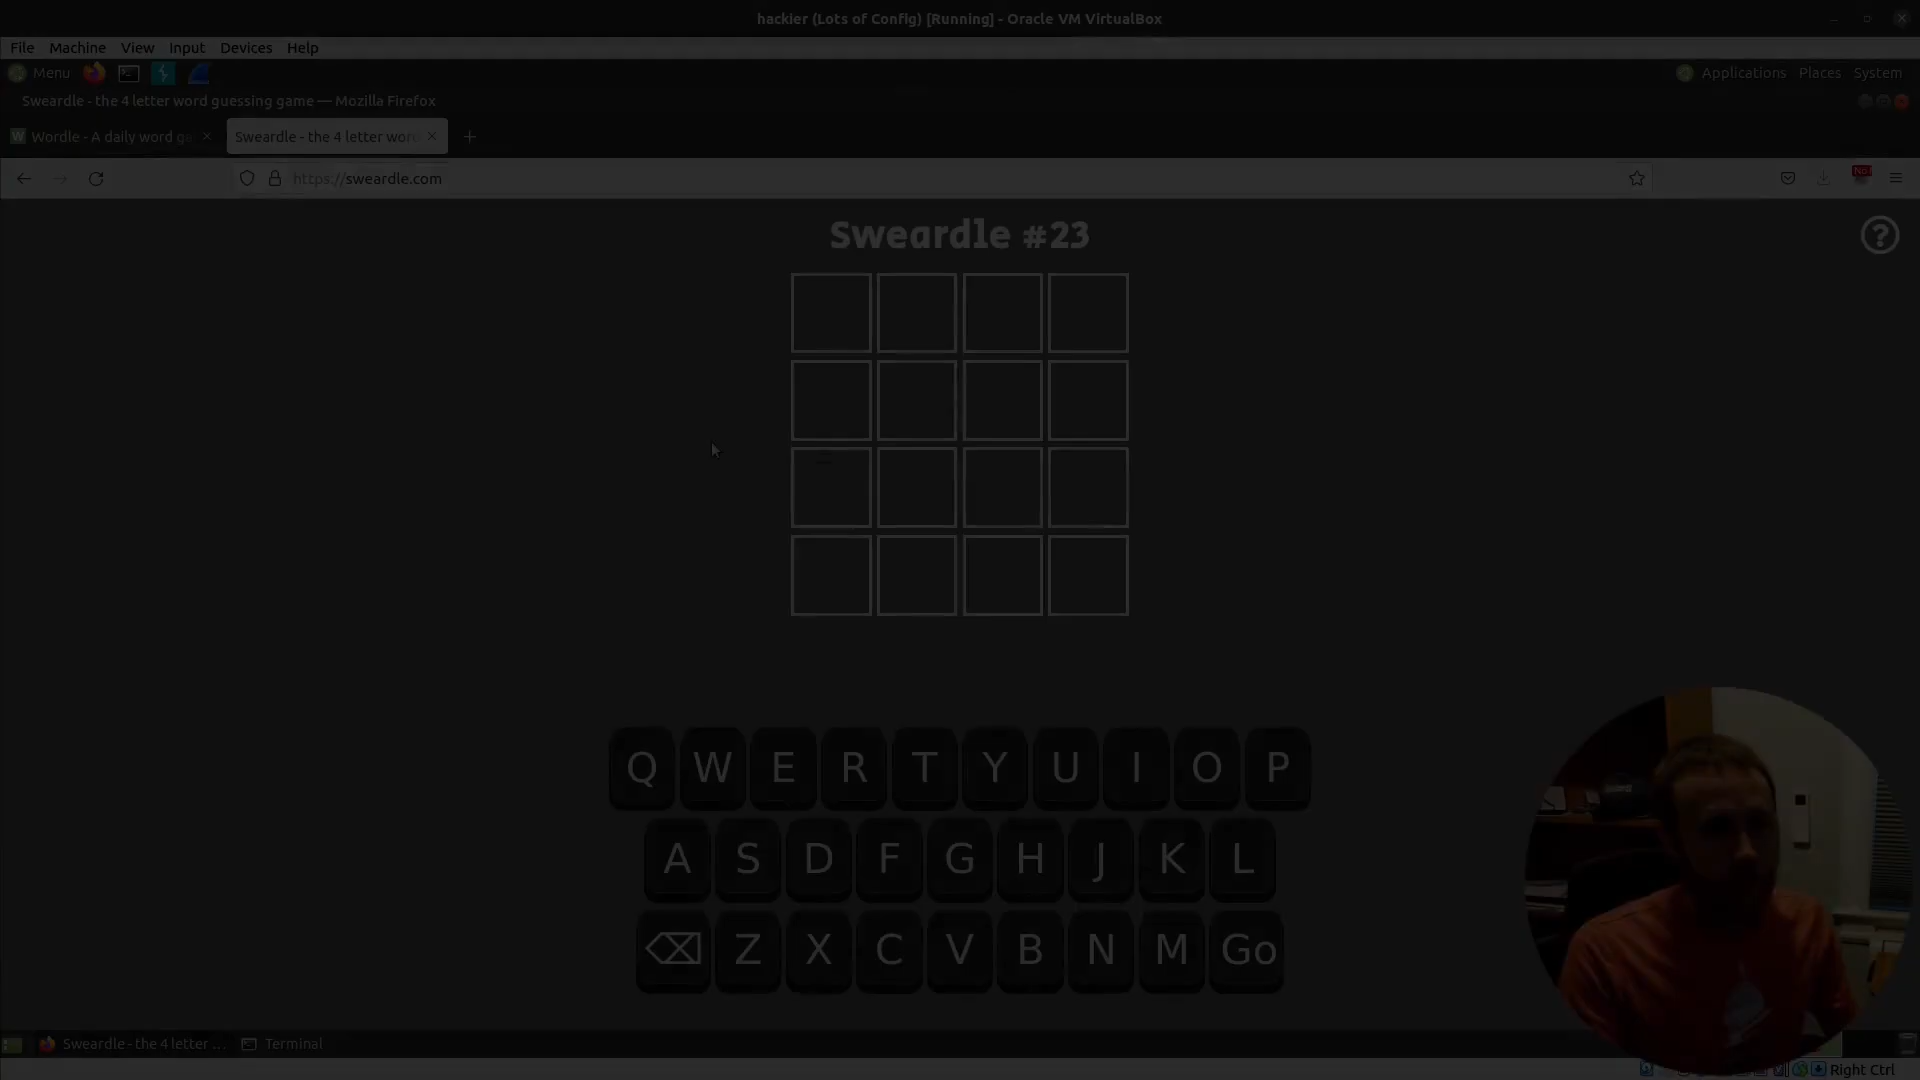 hackier (Lots of Config) [Running] - Oracle VM VirtualBox
File Machine View Input Devices Help
Menu Applications Places System
Sweardle - the 4 letter word guessing game — Mozilla Firefox
Wordle - A daily word ga Sweardle - the 4 letter word
https://sweardle.com
Sweardle #23
?
Q W E R T Y U I O P
A S D F G H J K L
Z X C V B N M Go
Sweardle - the 4 letter ... Terminal
Right Ctrl